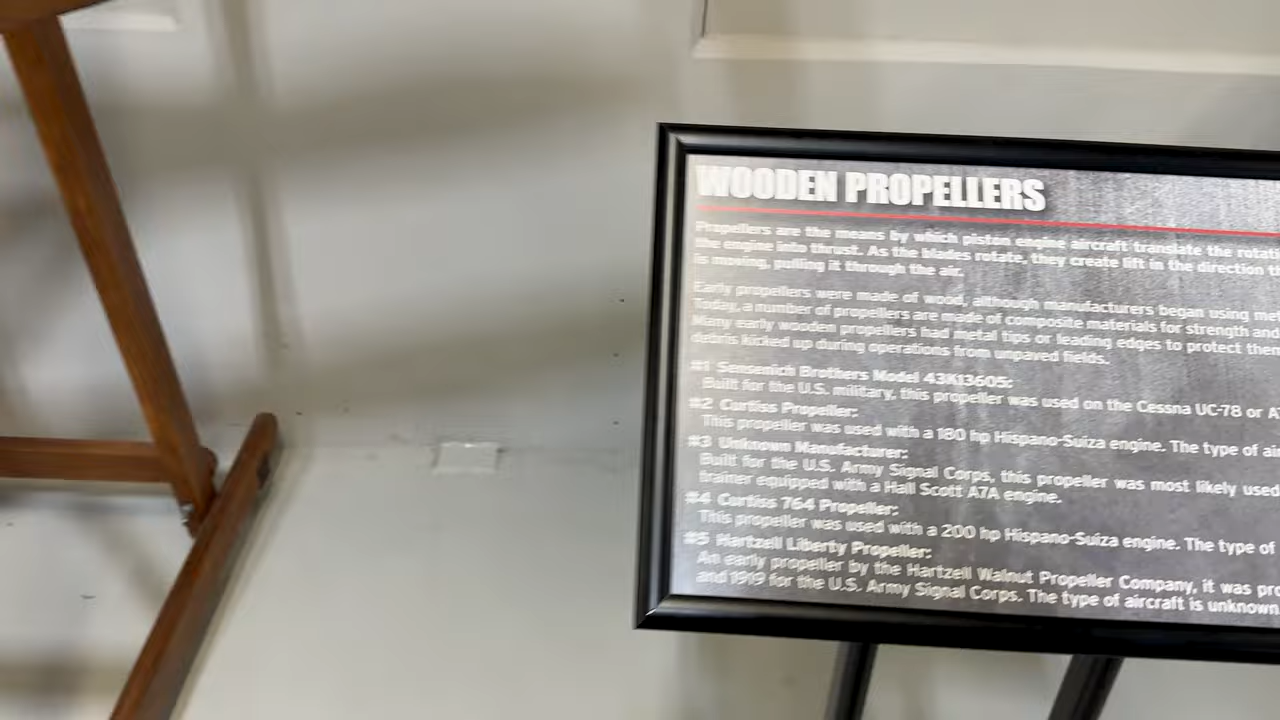 WOODEN PROPELLERS
Propellers are the means by which piston engine aircraft translate the rotati
the engine into thrust. As the blades rotate, they create lift in the direction t
is moving, pulling it through the air.
Early propellers were made of wood, although manufacturers began using met
Today, a number of propellers are made of composite materials for strength and
Many early wooden propellers had metal tips or leading edges to protect them
debris kicked up during operations from unpaved fields.
#1 Sensenich Brothers Model 43K13605:
Built for the U.S. military, this propeller was used on the Cessna UC-78 or A
#2 Curtiss Propeller:
This propeller was used with a 180 hp Hispano-Suiza engine. The type of air
#3 Unknown Manufacturer:
Built for the U.S. Army Signal Corps, this propeller was most likely used
trainer equipped with a Hall Scott A7A engine.
#4 Curtiss 764 Propeller:
This propeller was used with a 200 hp Hispano-Suiza engine. The type of
#5 Hartzell Liberty Propeller:
An early propeller by the Hartzell Walnut Propeller Company, it was pro
and 1919 for the U.S. Army Signal Corps. The type of aircraft is unknown